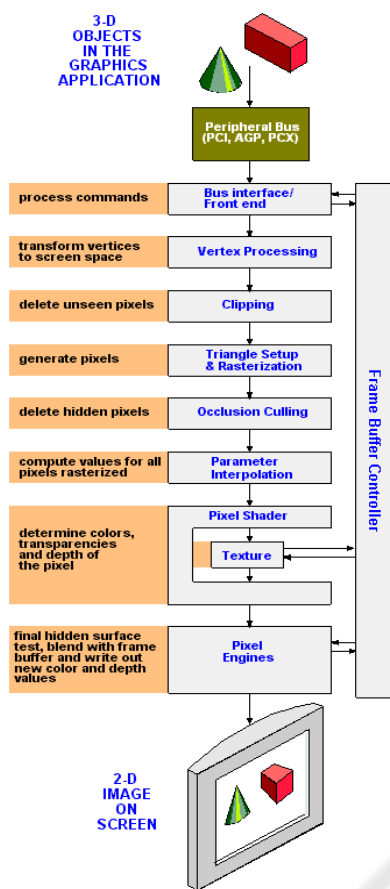 3-D
OBJECTS
IN THE
GRAPHICS
APPLICATION
Peripheral Bus
(PCI, AGP, PCX)
process commands
Bus interface/
Front end
transform vertices
to screen space
Vertex Processing
delete unseen pixels
Clipping
generate pixels
Triangle Setup
& Rasterization
delete hidden pixels
Occlusion Culling
compute values for all
pixels rasterized
Parameter
Interpolation
determine colors,
transparencies
and depth of
the pixel
Pixel Shader
Texture
final hidden surface
test, blend with frame
buffer and write out
new color and depth
values
Pixel
Engines
Frame Buffer Controller
2-D
IMAGE
ON
SCREEN